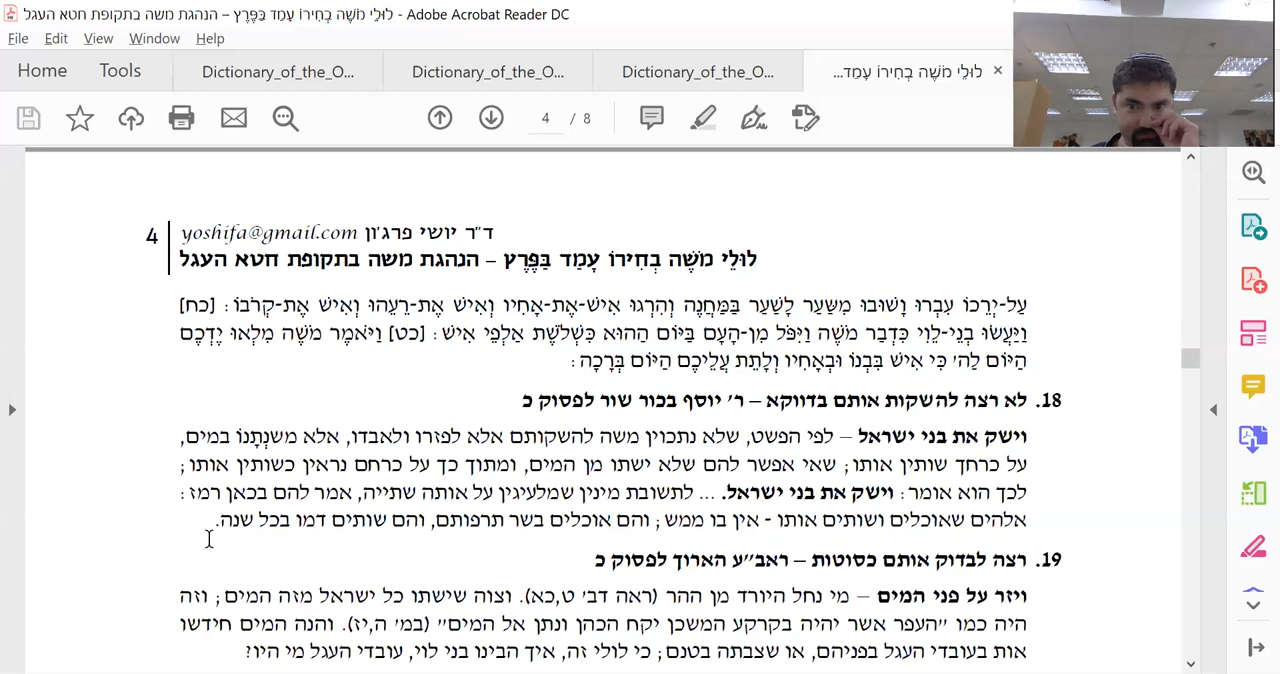 לוּלֵי מֹשֶׁה בְחִירוֹ עָמַד בַּפֶּרֶץ – הנהגת משה בתקופת חטא העגל - Adobe Acrobat Reader DC
File Edit View Window Help
Home Tools Dictionary_of_the_O... Dictionary_of_the_O... Dictionary_of_the_O... לוּלֵי מֹשֶׁה בְחִירוֹ עָמַד...
4 / 8
ד"ר יושי פרג'ון yoshifa@gmail.com 4
לוּלֵי מֹשֶׁה בְחִירוֹ עָמַד בַּפֶּרֶץ – הנהגת משה בתקופת חטא העגל
עַל-יְרֵכוֹ עִבְרוּ וָשׁוּבוּ מִשַּׁעַר לָשַׁעַר בַּמַּחֲנֶה וְהִרְגוּ אִישׁ-אֶת-אָחִיו וְאִישׁ אֶת-רֵעֵהוּ וְאִישׁ אֶת-קְרֹבוֹ: [כח]
וַיַּעֲשׂוּ בְנֵי-לֵוִי כִּדְבַר מֹשֶׁה וַיִּפֹּל מִן-הָעָם בַּיּוֹם הַהוּא כִּשְׁלֹשֶׁת אַלְפֵי אִישׁ: [כט] וַיֹּאמֶר מֹשֶׁה מִלְאוּ יֶדְכֶם
הַיּוֹם לַה' כִּי אִישׁ בִּבְנוֹ וּבְאָחִיו וְלָתֵת עֲלֵיכֶם הַיּוֹם בְּרָכָה:
18. לא רצה להשקות אותם בדווקא – ר' יוסף בכור שור לפסוק כ
וישק את בני ישראל – לפי הפשט, שלא נתכוין משה להשקותם אלא לפזרו ולאבדו, אלא משנְתָנוֹ במים,
על כרחך שותין אותו; שאי אפשר להם שלא ישתו מן המים, ומתוך כך על כרחם נראין כשותין אותו;
לכך הוא אומר: וישק את בני ישראל. ... לתשובת מינין שמלעיגין על אותה שתייה, אמר להם בכאן רמז:
אלהים שאוכלים ושותים אותו - אין בו ממש; והם אוכלים בשר תרפותם, והם שותים דמו בכל שנה.
19. רצה לבדוק אותם כסוטות – ראב"ע הארוך לפסוק כ
ויזר על פני המים – מי נחל היורד מן ההר (ראה דב' ט,כא). וצוה שישתו כל ישראל מזה המים; וזה
היה כמו "העפר אשר יהיה בקרקע המשכן יקח הכהן ונתן אל המים" (במ' ה,יז). והנה המים חידשו
אות בעובדי העגל בפניהם, או שצבתה בטנם; כי לולי זה, איך הבינו בני לוי, עובדי העגל מי היו?